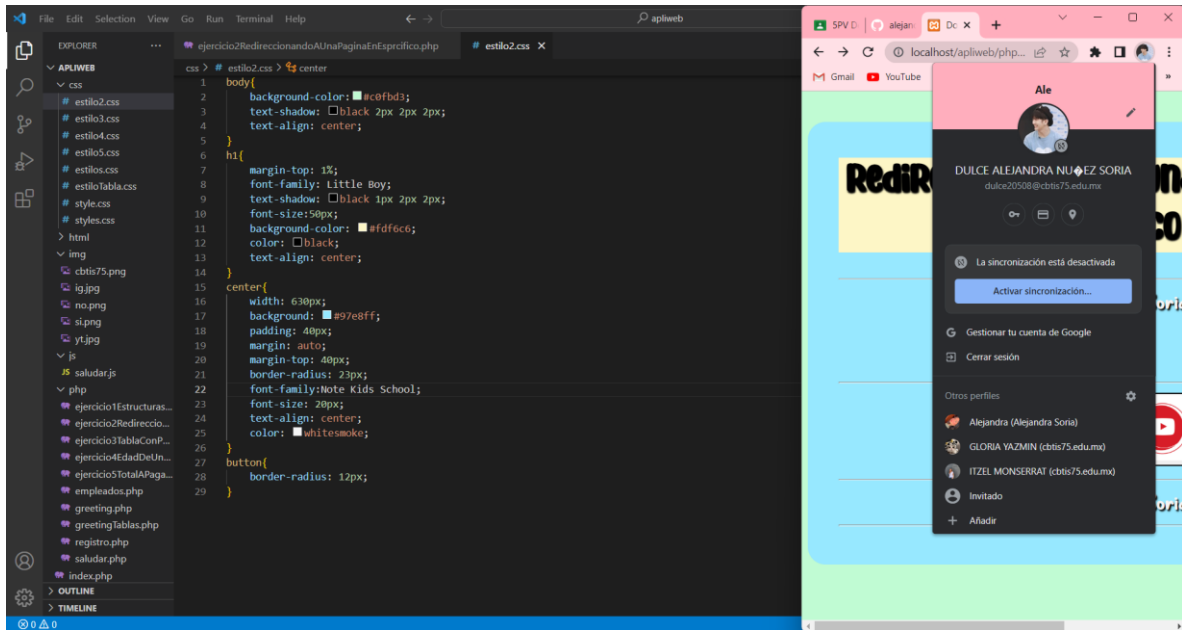 File Edit Selection View Go Run Terminal Help
apliweb
EXPLORER
APLIWEB
css
# estilo2.css
# estilo3.css
# estilo4.css
# estilo5.css
# estilos.css
# estiloTabla.css
# style.css
# styles.css
html
img
cbtis75.png
ig.jpg
no.png
si.png
yt.jpg
js
JS saludar.js
php
ejercicio1Estructuras...
ejercicio2Redireccio...
ejercicio3TablaConP...
ejercicio4EdadDeUn...
ejercicio5TotalAPaga...
empleados.php
greeting.php
greetingTablas.php
registro.php
saludar.php
index.php
OUTLINE
TIMELINE
0 0
ejercicio2RedireccionandoAUnaPaginaEnEsprcifico.php # estilo2.css
css > # estilo2.css > center
1 body{
2 background-color: #c0fbd3;
3 text-shadow: black 2px 2px 2px;
4 text-align: center;
5 }
6 h1{
7 margin-top: 1%;
8 font-family: Little Boy;
9 text-shadow: black 1px 2px 2px;
10 font-size:50px;
11 background-color: #fdf6c6;
12 color: black;
13 text-align: center;
14 }
15 center{
16 width: 630px;
17 background: #97e8ff;
18 padding: 40px;
19 margin: auto;
20 margin-top: 40px;
21 border-radius: 23px;
22 font-family:Note Kids School;
23 font-size: 20px;
24 text-align: center;
25 color: whitesmoke;
26 }
27 button{
28 border-radius: 12px;
29 }
5PV D alejan Do
localhost/apliweb/php...
Gmail YouTube »
Ale
DULCE ALEJANDRA NU�EZ SORIA
dulce20508@cbtis75.edu.mx
La sincronización está desactivada
Activar sincronización...
Gestionar tu cuenta de Google
Cerrar sesión
Otros perfiles
Alejandra (Alejandra Soria)
GLORIA YAZMIN (cbtis75.edu.mx)
ITZEL MONSERRAT (cbtis75.edu.mx)
Invitado
Añadir